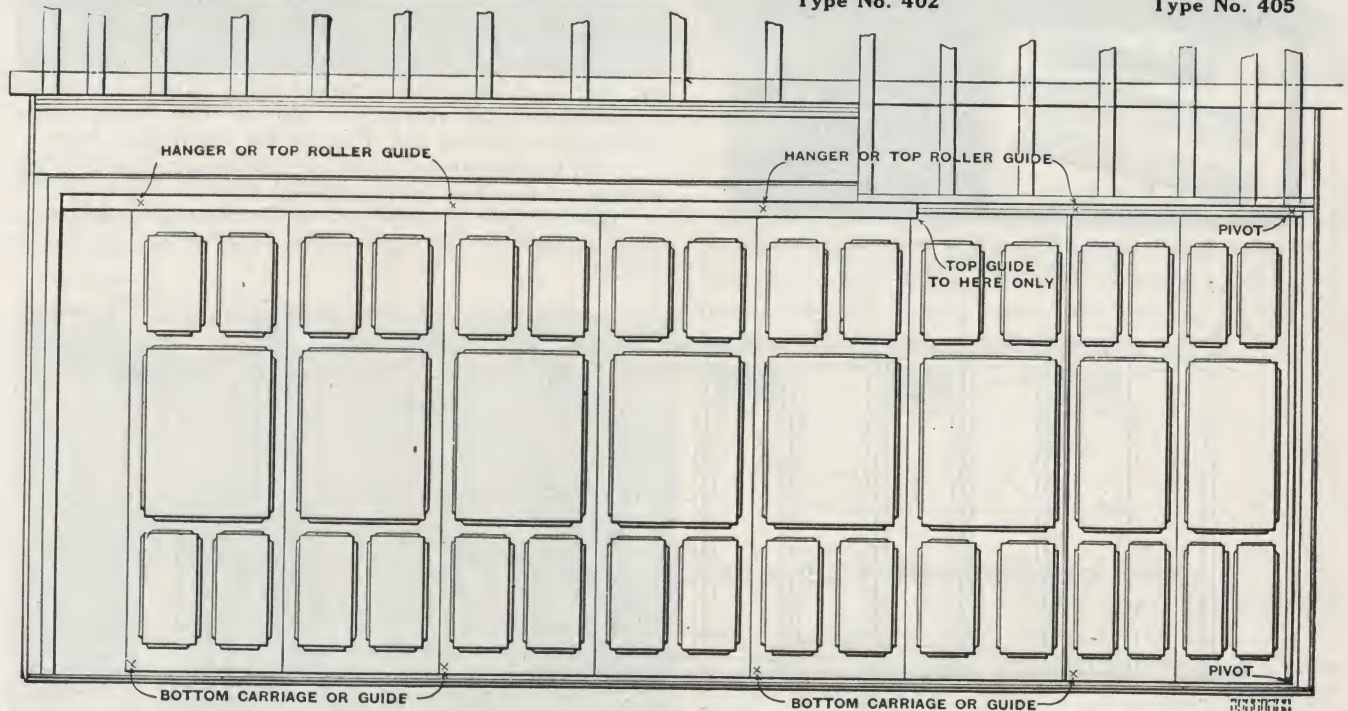 Type No. 402
Type No. 405
HANGER OR TOP ROLLER GUIDE
HANGER OR TOP ROLLER GUIDE
PIVOT
TOP GUIDE
TO HERE ONLY
PIVOT
BOTTOM CARRIAGE OR GUIDE
BOTTOM CARRIAGE OR GUIDE